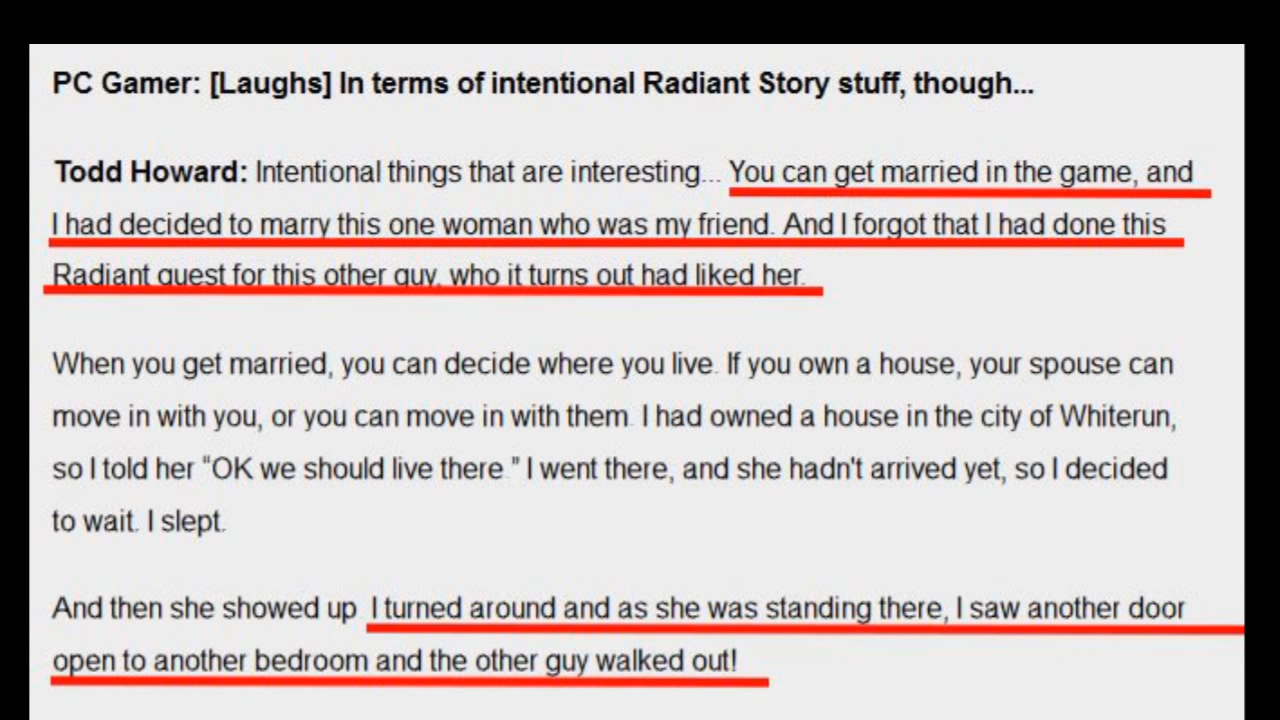 PC Gamer: [Laughs] In terms of intentional Radiant Story stuff, though...
Todd Howard: Intentional things that are interesting... You can get married in the game, and
I had decided to marry this one woman who was my friend. And I forgot that I had done this
Radiant quest for this other guy, who it turns out had liked her.
When you get married, you can decide where you live. If you own a house, your spouse can
move in with you, or you can move in with them. I had owned a house in the city of Whiterun,
so I told her “OK we should live there.” I went there, and she hadn't arrived yet, so I decided
to wait. I slept.
And then she showed up  I turned around and as she was standing there, I saw another door
open to another bedroom and the other guy walked out!